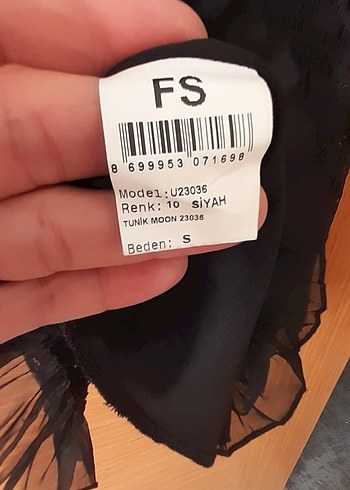 FS
8 699953 071698
Model:U23036
Renk: 10 SİYAH
TUNİK MOON 23036
Beden: S